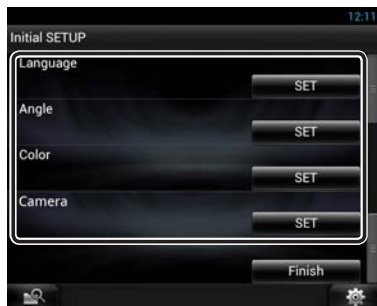 12:11
Initial SETUP
Language
SET
Angle
SET
Color
SET
Camera
SET
Finish